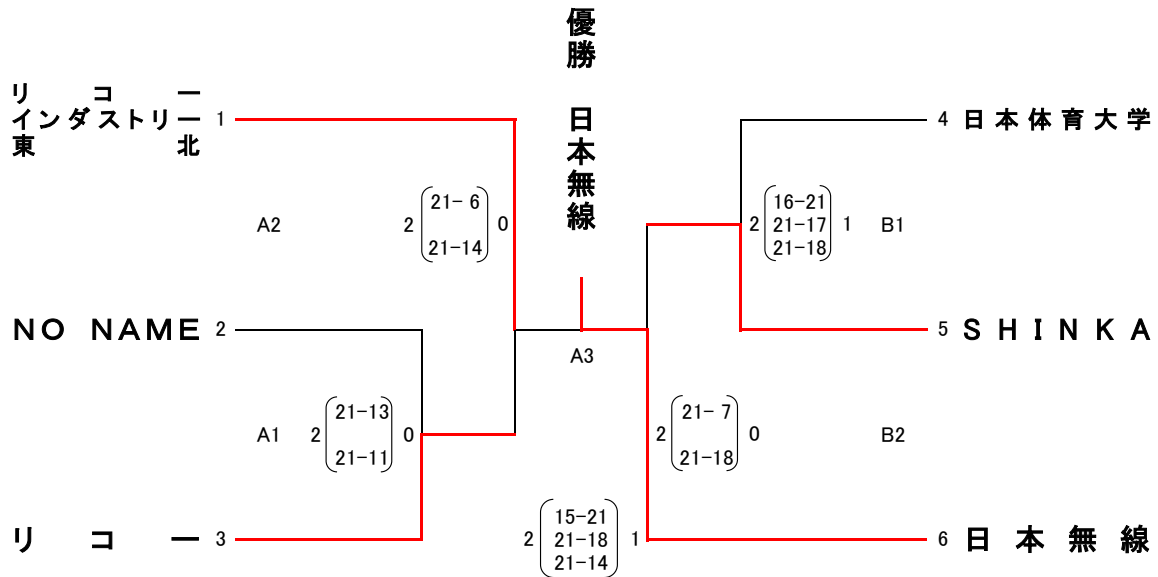 優勝 日本無線
リコー
インダストリー 1
東北
4 日本体育大学
A2
2 21- 6 0
21-14
16-21
2 21-17 1
21-18
B1
NO NAME 2
5 SHINKA
A3
A1
21-13
2 0
21-11
21- 7
2 0
21-18
B2
リコー 3
15-21
2 21-18 1
21-14
6 日本無線